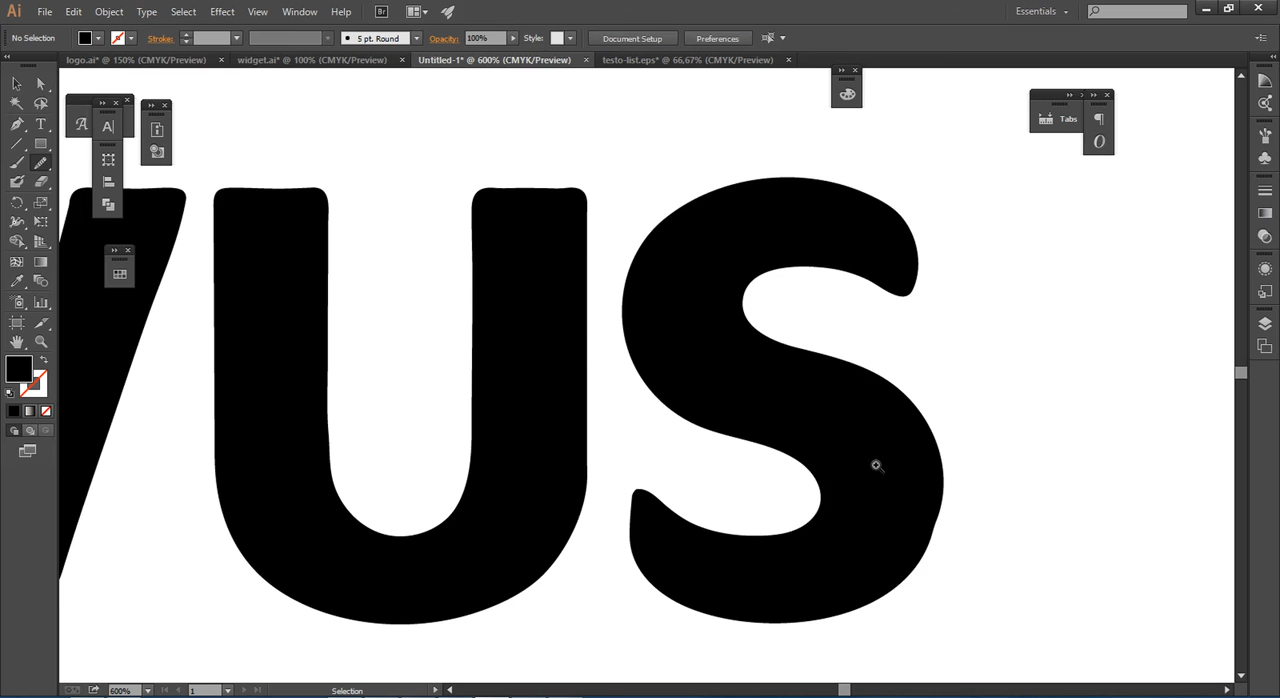 Ai File Edit Object Type Select Effect View Window Help Br Essentials
No Selection Stroke: 5 pt. Round Opacity: 100% Style: Document Setup Preferences
logo.ai* @ 150% (CMYK/Preview) widget.ai* @ 100% (CMYK/Preview) Untitled-1* @ 600% (CMYK/Preview) testo-list.eps* @ 66,67% (CMYK/Preview)
Tabs
US
600% 1 Selection